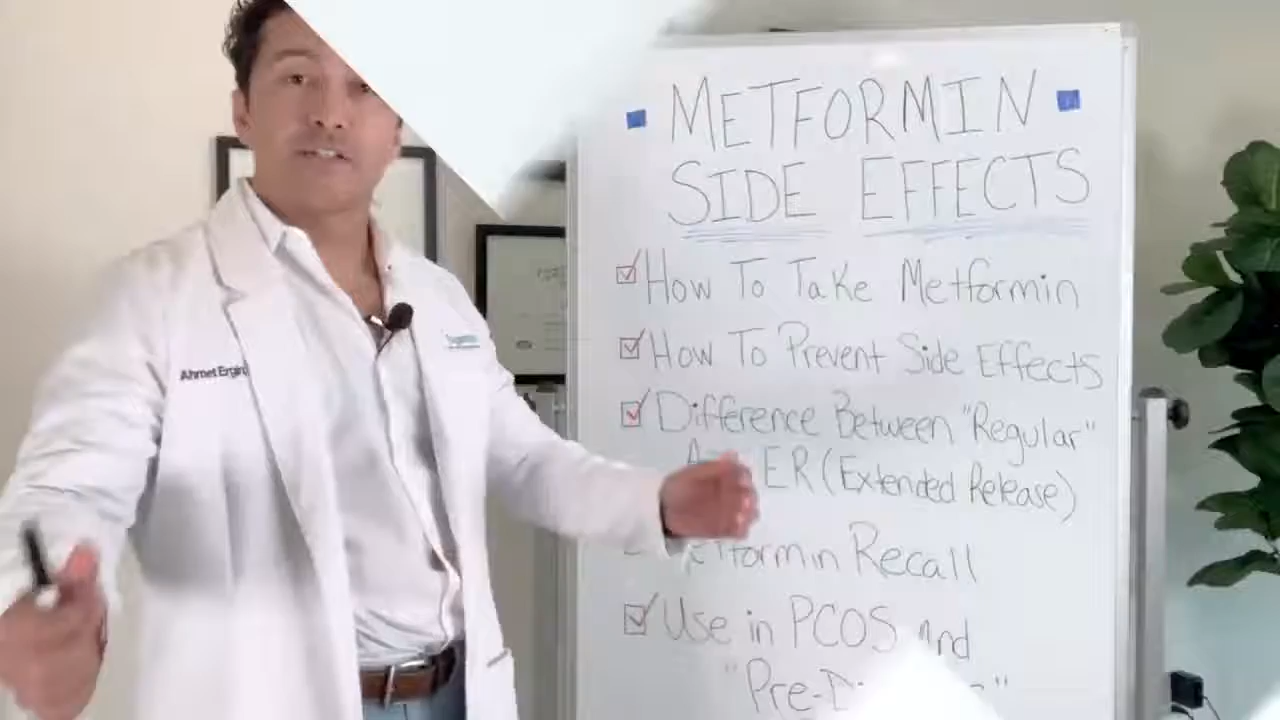 METFORMIN
SIDE EFFECTS
How To Take Metformin
How To Prevent Side Effects
Difference Between "Regular"
ER (Extended Release)
Recall
Use in PCOS And
Ahmet Ergin